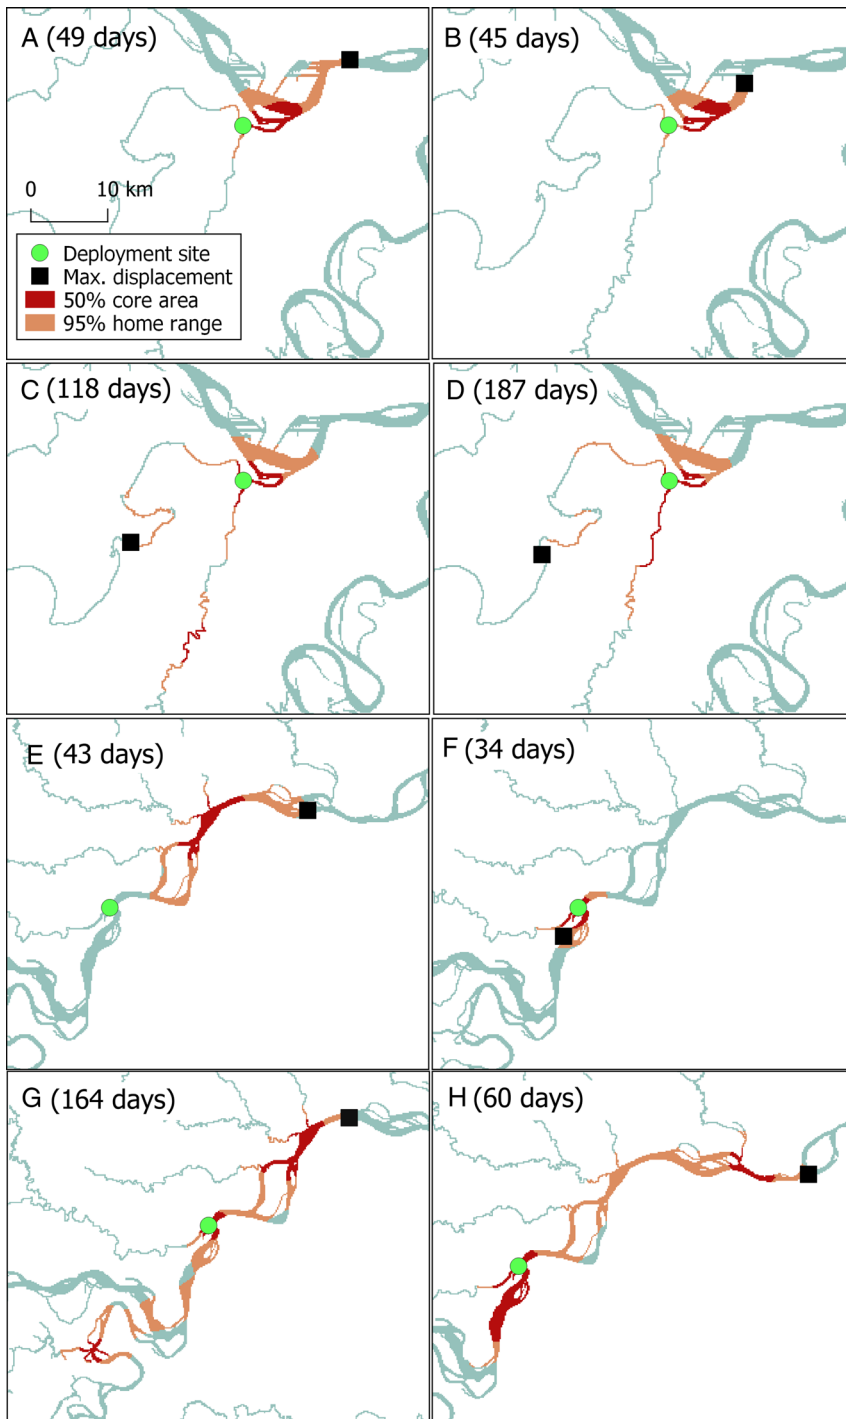 A (49 days)
B (45 days)
0 10 km
Deployment site
Max. displacement
50% core area
95% home range
C (118 days)
D (187 days)
E (43 days)
F (34 days)
G (164 days)
H (60 days)